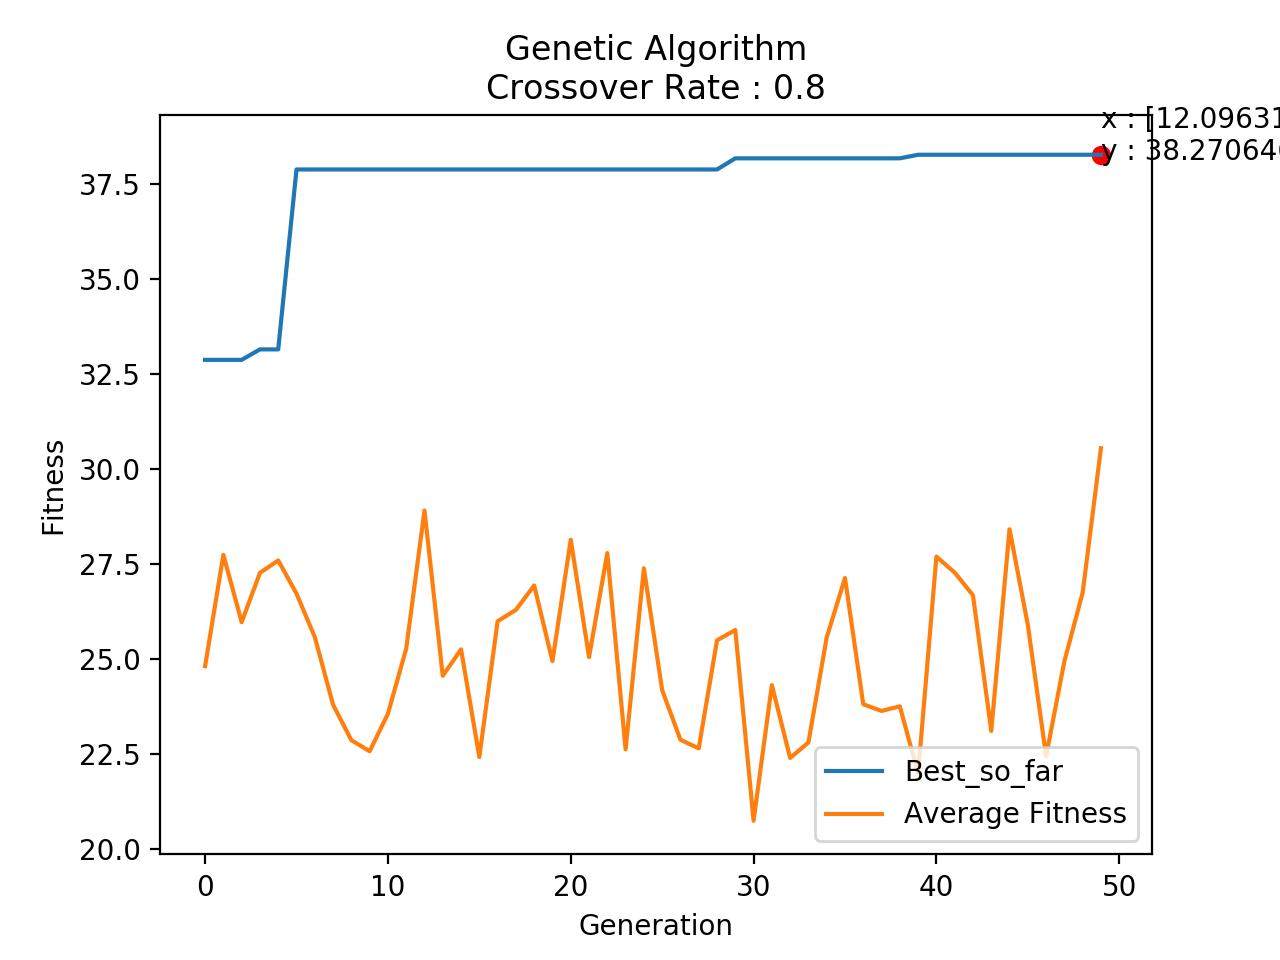 Genetic Algorithm
Crossover Rate : 0.8
x : [12.09631
y : 38.27064
37.5
35.0
32.5
30.0
27.5
25.0
22.5
20.0
Fitness
Best_so_far
Average Fitness
0 10 20 30 40 50
Generation